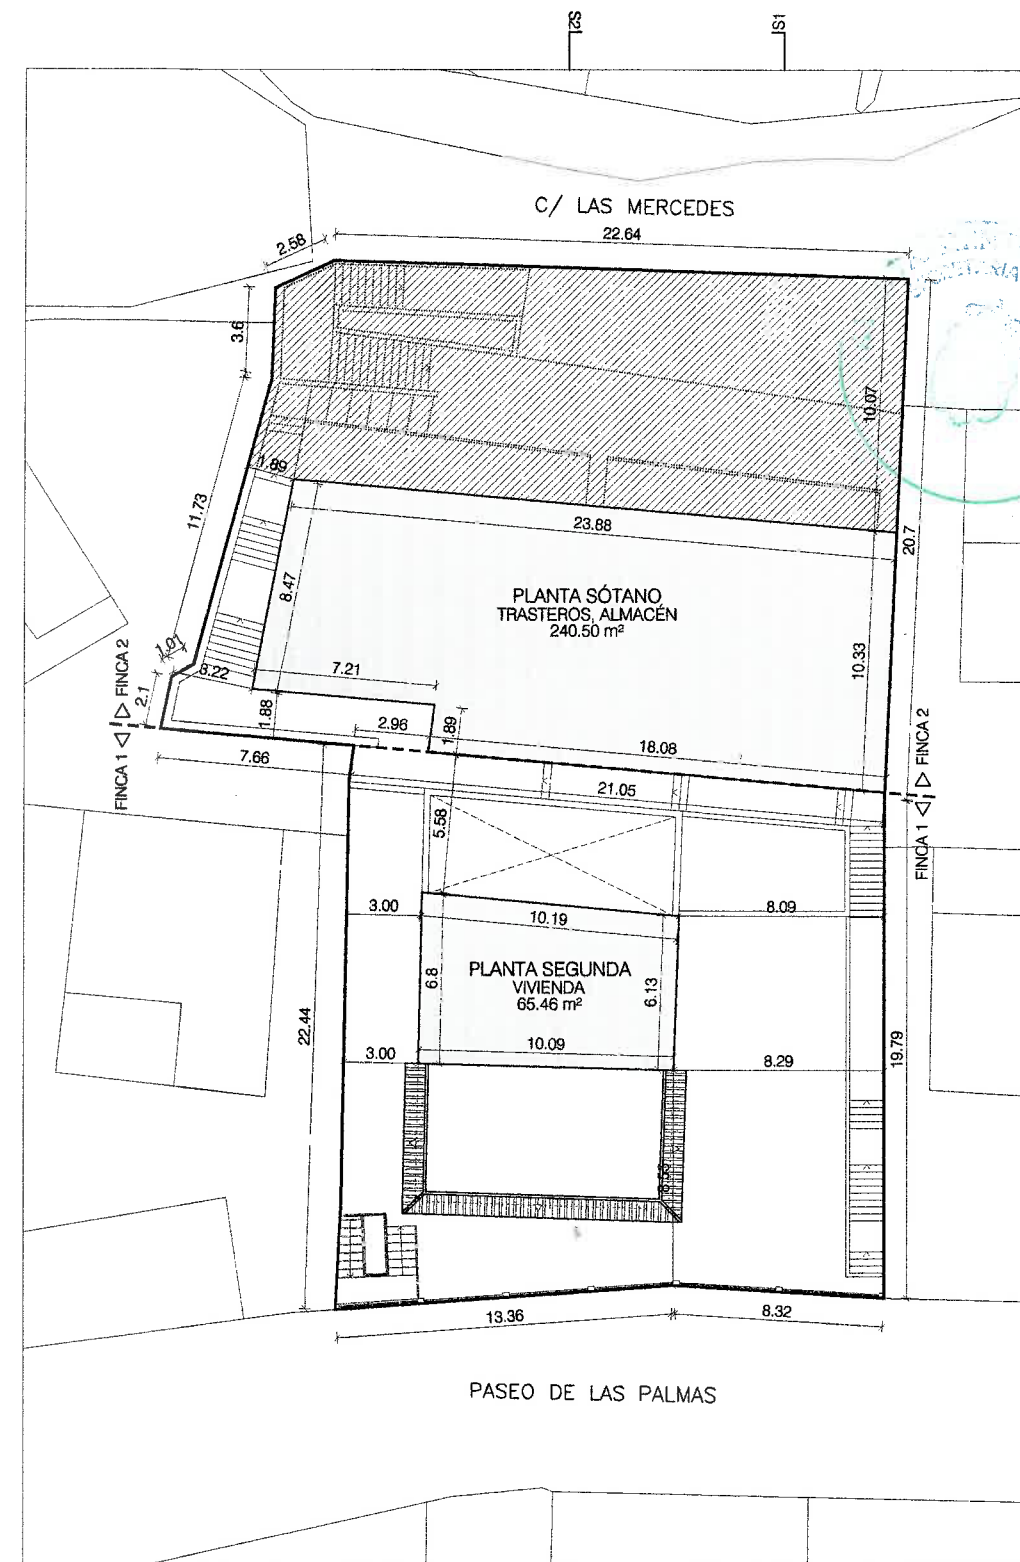 S2
S1
C/ LAS MERCEDES
22.64
2.58
3.6
10.07
1.89
11.73
23.88
20.7
8.47
PLANTA SÓTANO
TRASTEROS, ALMACÉN
240.50 m²
10.33
1.01
3.22
7.21
2.1
FINCA 1 ◁ ▷ FINCA 2
1.88
2.96
1.89
18.08
7.66
21.05
FINCA 1 ◁ ▷ FINCA 2
5.58
3.00
10.19
8.09
PLANTA SEGUNDA
VIVIENDA
65.46 m²
6.8
6.13
22.44
10.09
3.00
8.29
19.79
13.36
8.32
PASEO DE LAS PALMAS